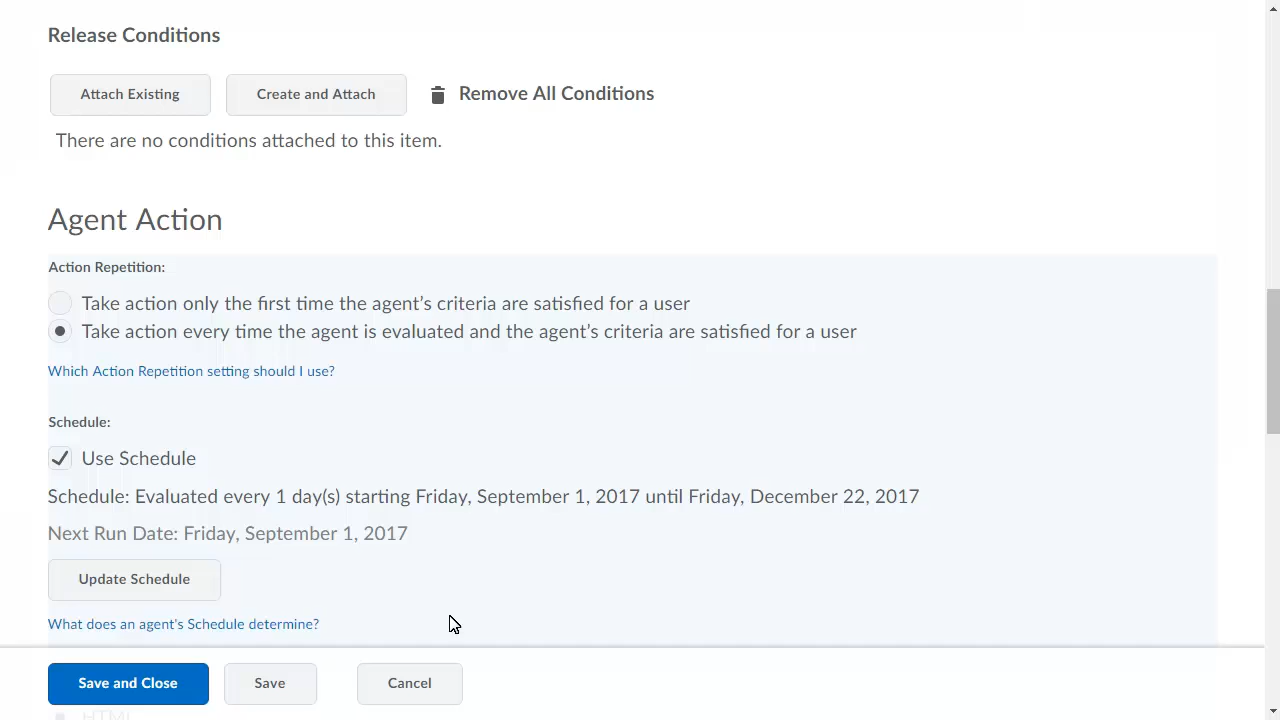 Release Conditions
Attach Existing
Create and Attach
Remove All Conditions
There are no conditions attached to this item.
Agent Action
Action Repetition:
Take action only the first time the agent's criteria are satisfied for a user
Take action every time the agent is evaluated and the agent's criteria are satisfied for a user
Which Action Repetition setting should I use?
Schedule:
Use Schedule
Schedule: Evaluated every 1 day(s) starting Friday, September 1, 2017 until Friday, December 22, 2017
Next Run Date: Friday, September 1, 2017
Update Schedule
What does an agent's Schedule determine?
Save and Close
Save
Cancel
HTML